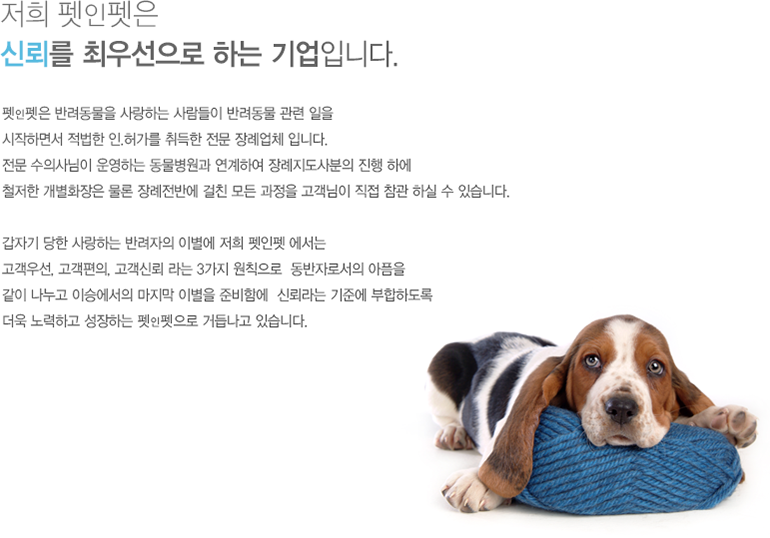 저희 펫인펫은
신뢰를 최우선으로 하는 기업입니다.
펫인펫은 반려동물을 사랑하는 사람들이 반려동물 관련 일을
시작하면서 적법한 인.허가를 취득한 전문 장례업체 입니다.
전문 수의사님이 운영하는 동물병원과 연계하여 장례지도사분의 진행 하에
철저한 개별화장은 물론 장례전반에 걸친 모든 과정을 고객님이 직접 참관 하실 수 있습니다.
갑자기 당한 사랑하는 반려자의 이별에 저희 펫인펫 에서는
고객우선, 고객편의, 고객신뢰 라는 3가지 원칙으로 동반자로서의 아픔을
같이 나누고 이승에서의 마지막 이별을 준비함에 신뢰라는 기준에 부합하도록
더욱 노력하고 성장하는 펫인펫으로 거듭나고 있습니다.